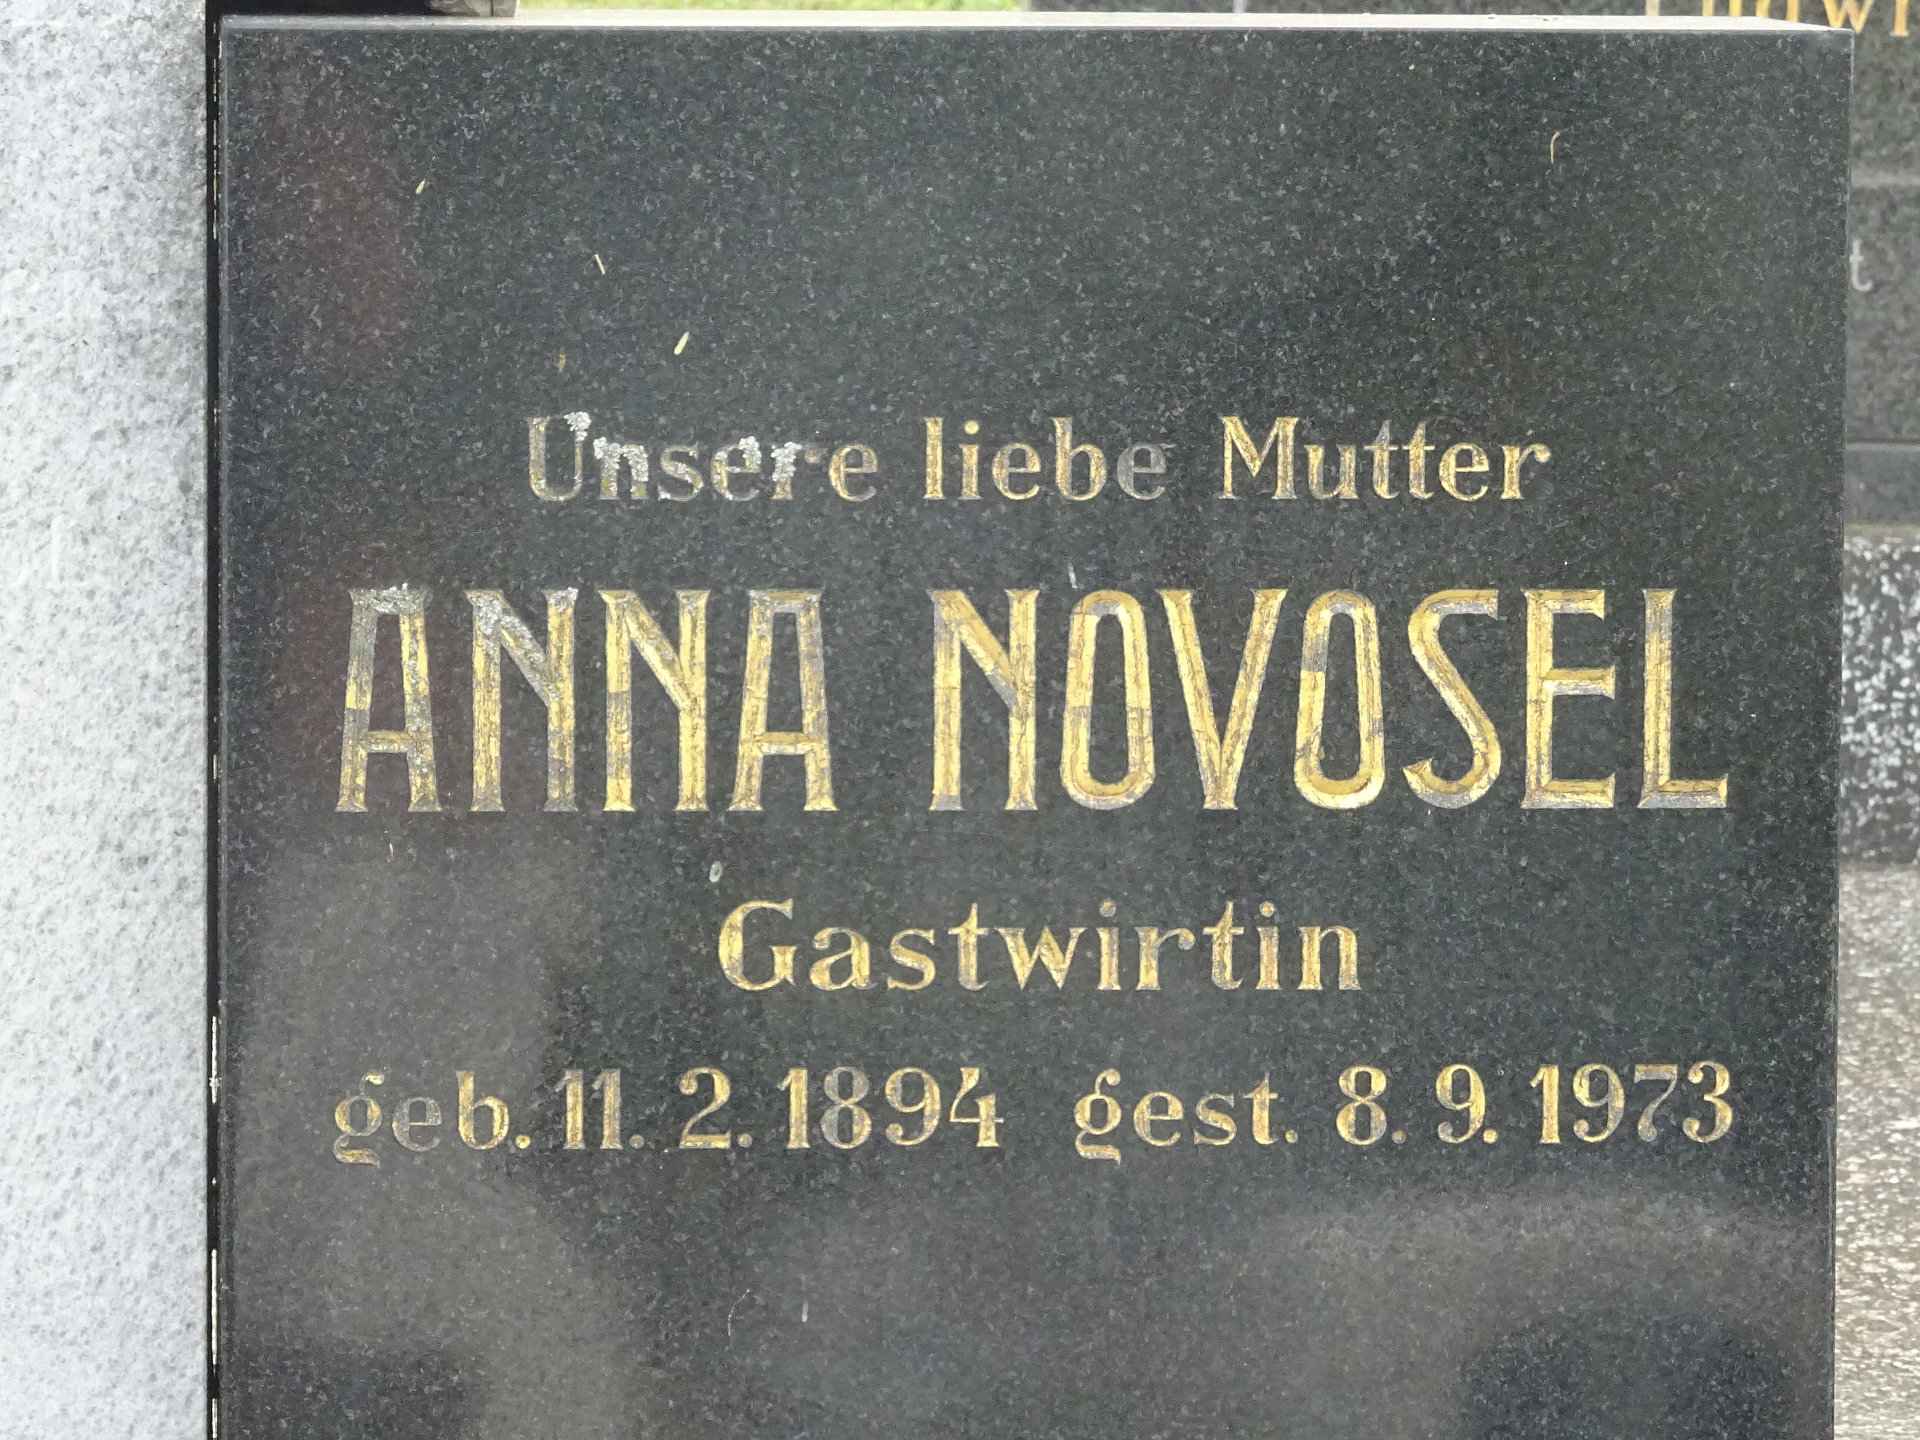 Unsere liebe Mutter
ANNA NOVOSEL
Gastwirtin
geb. 11. 2. 1894 gest. 8. 9. 1973